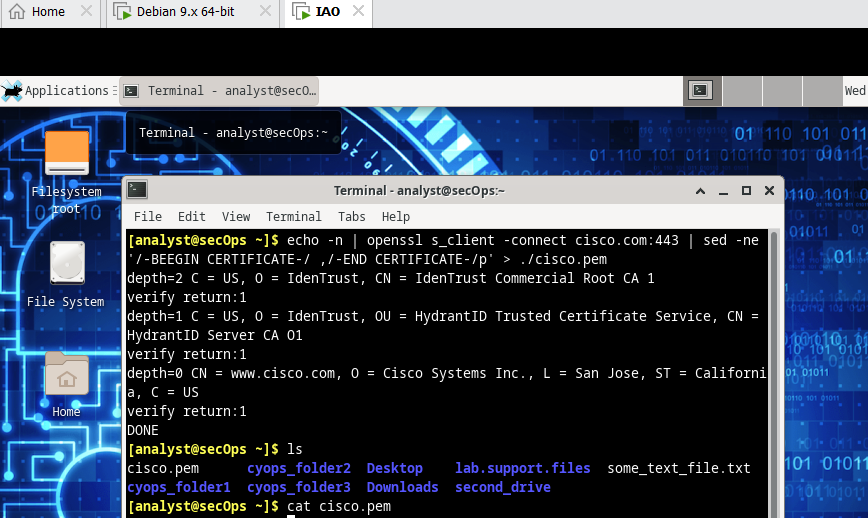 Home
Debian 9.x 64-bit
IAO
Applications
Terminal - analyst@secO...
Wed
Terminal - analyst@secOps:~
Filesystem
root
File System
Home
Terminal - analyst@secOps:~
File Edit View Terminal Tabs Help
[analyst@secOps ~]$ echo -n | openssl s_client -connect cisco.com:443 | sed -ne
'/-BEEGIN CERTIFICATE-/ ,/-END CERTIFICATE-/p' > ./cisco.pem
depth=2 C = US, O = IdenTrust, CN = IdenTrust Commercial Root CA 1
verify return:1
depth=1 C = US, O = IdenTrust, OU = HydrantID Trusted Certificate Service, CN =
HydrantID Server CA O1
verify return:1
depth=0 CN = www.cisco.com, O = Cisco Systems Inc., L = San Jose, ST = Californi
a, C = US
verify return:1
DONE
[analyst@secOps ~]$ ls
cisco.pem cyops_folder2 Desktop lab.support.files some_text_file.txt
cyops_folder1 cyops_folder3 Downloads second_drive
[analyst@secOps ~]$ cat cisco.pem